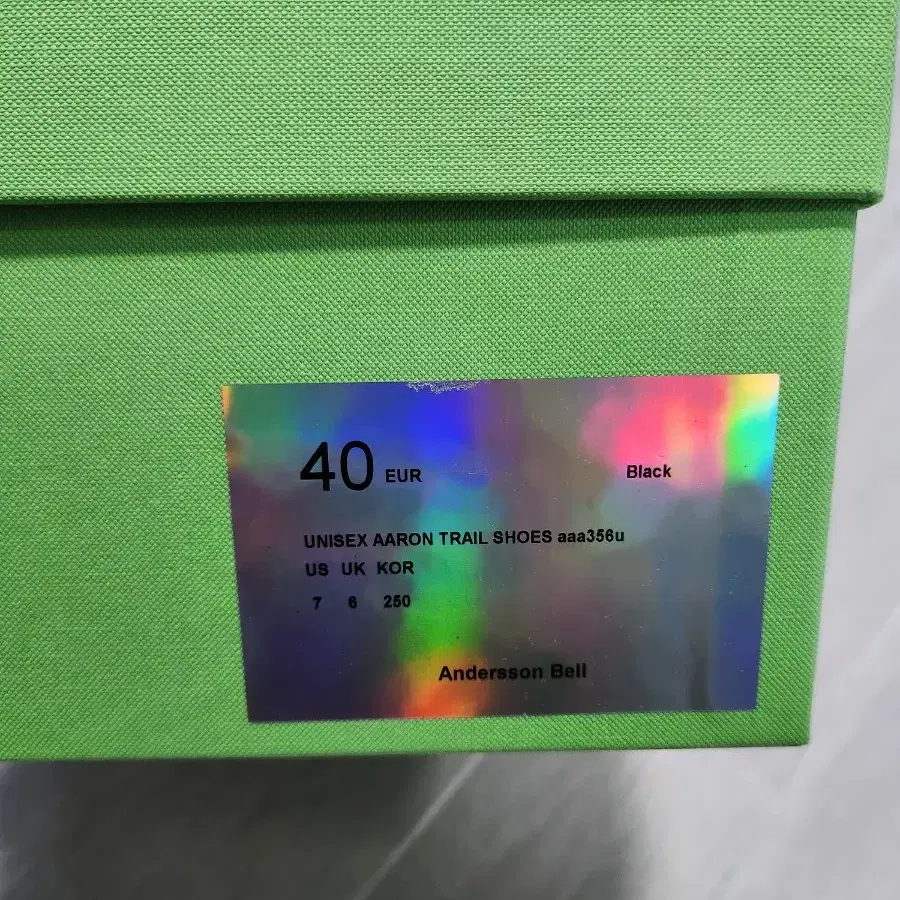 40 EUR Black
UNISEX AARON TRAIL SHOES aaa356u
US UK KOR
7 6 250
Andersson Bell